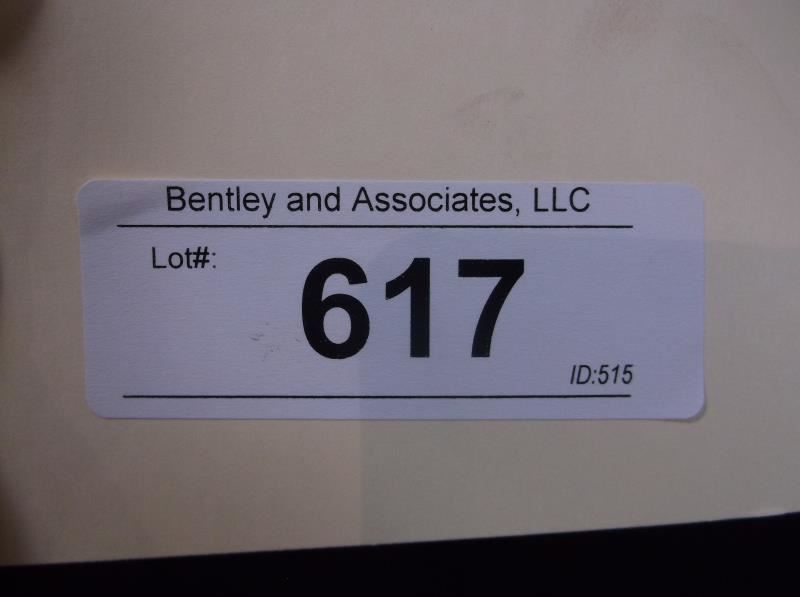 Bentley and Associates, LLC
Lot#:
617
ID:515